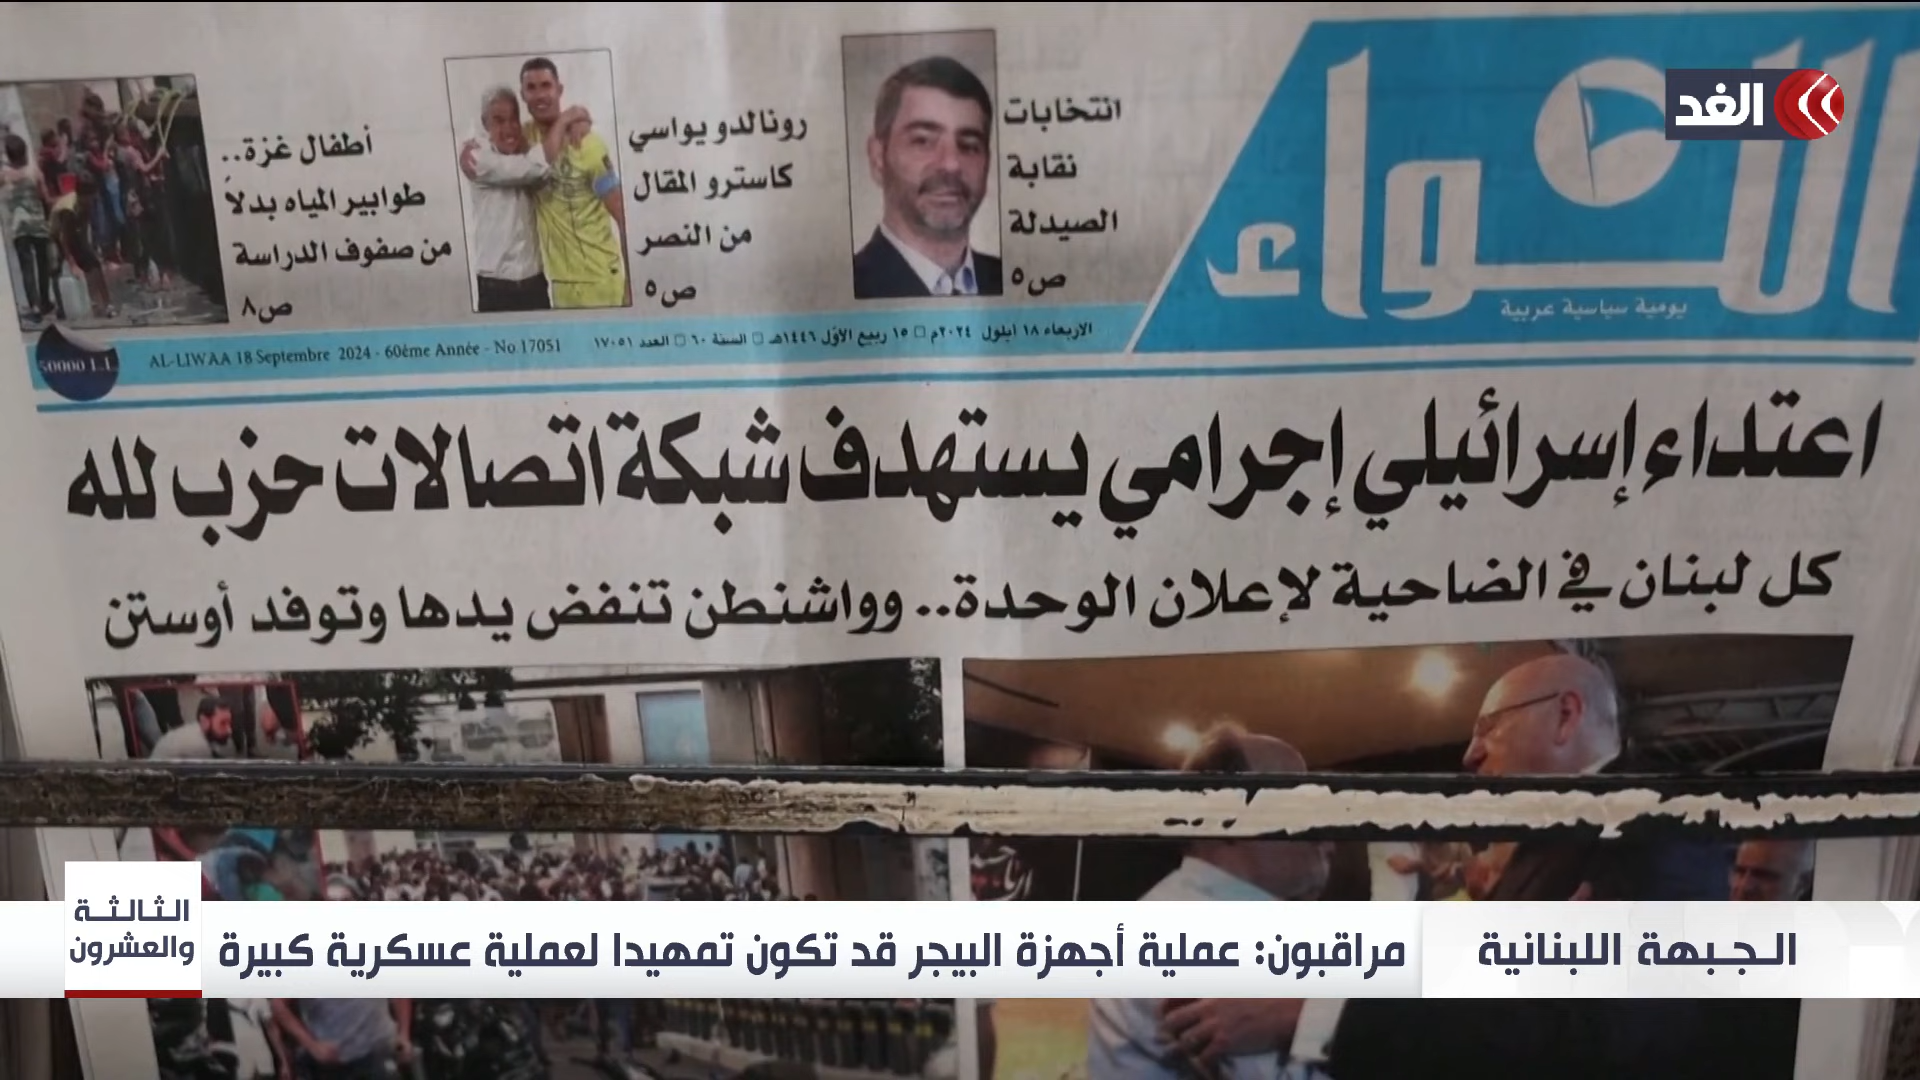 الغد
اللواء
يومية سياسية عربية
انتخابات
نقابة
الصيدلة
ص٥
رونالدو يواسي
كاسترو المقال
من النصر
ص٥
أطفال غزة..
طوابير المياه بدلاً
من صفوف الدراسة
ص٨
الاربعاء ١٨ ايلول ٢٠٢٤م □ ١٥ ربيع الأوّل ١٤٤٦هـ □ السنة ٦٠ □ العدد ١٧٠٥١
AL-LIWAA 18 Septembre 2024 - 60ème Année - No 17051
50000 L.L.
اعتداء إسرائيلي إجرامي يستهدف شبكة اتصالات حزب لله
كل لبنان في الضاحية لإعلان الوحدة.. وواشنطن تنفض يدها وتوفد أوستن
الجبهة اللبنانية
مراقبون: عملية أجهزة البيجر قد تكون تمهيدا لعملية عسكرية كبيرة
الثالثة
والعشرون